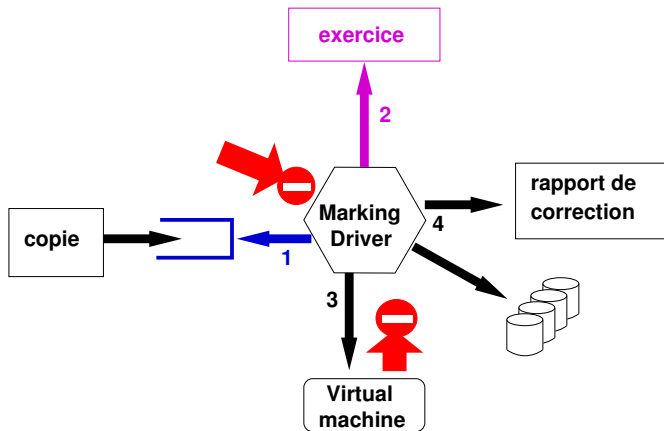 exercice
2
Marking
Driver
rapport de
correction
4
copie
1
3
Virtual
machine